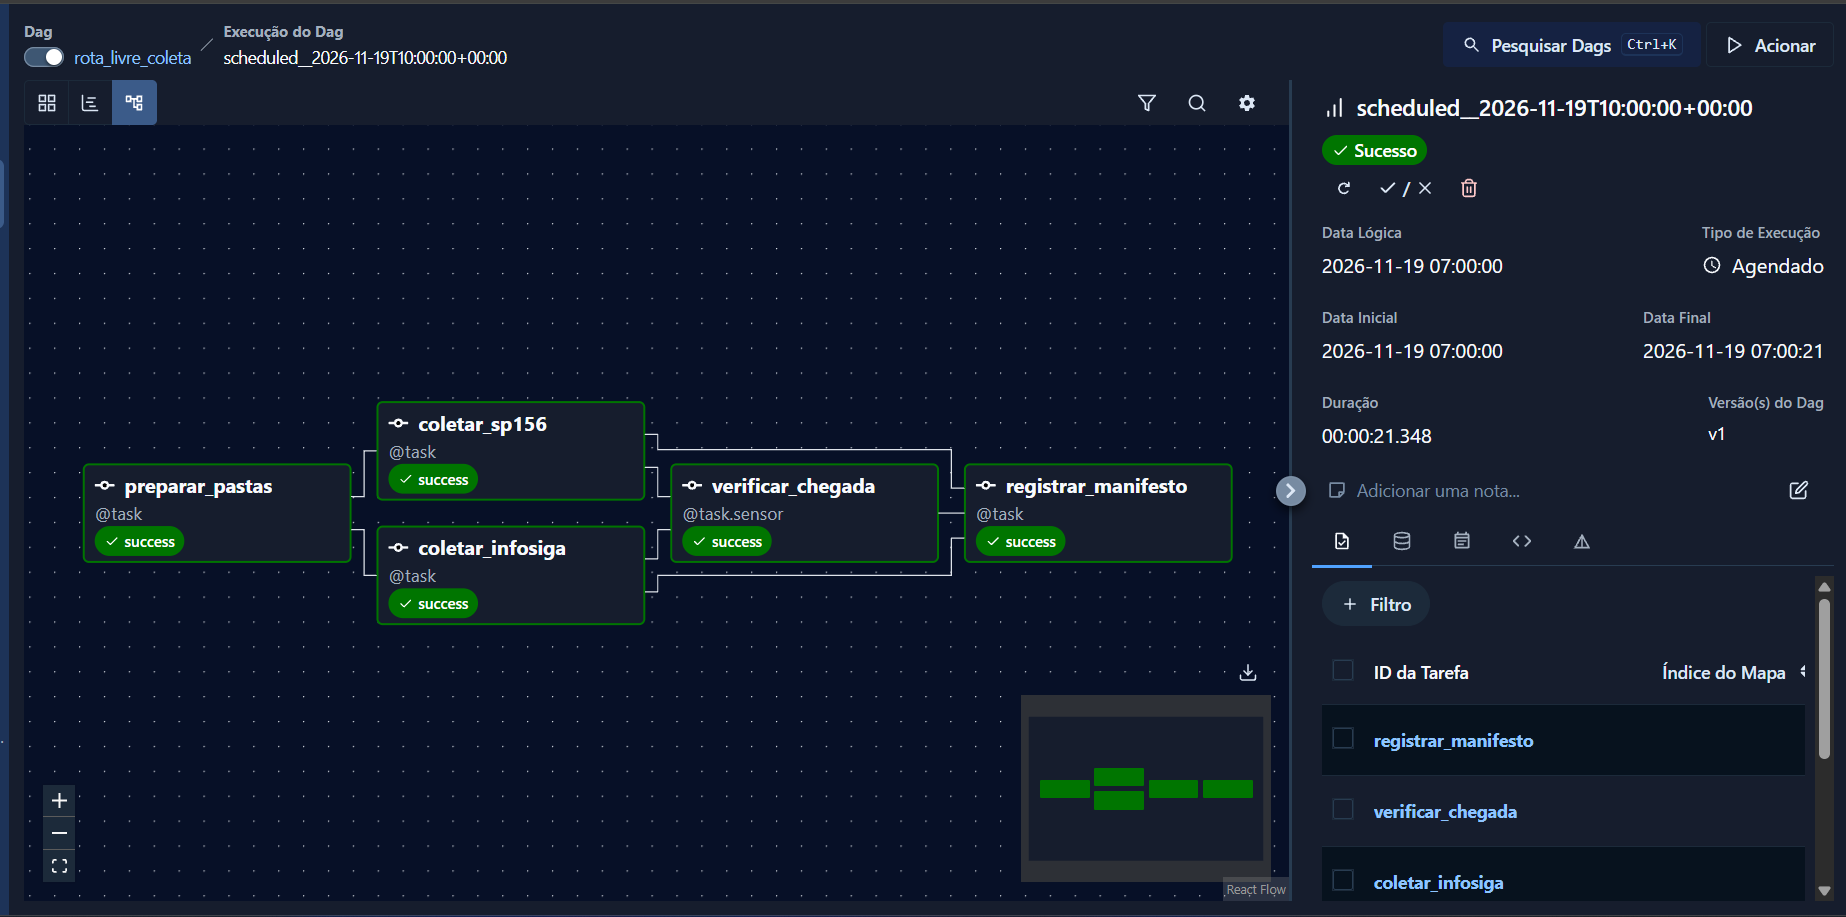 Dag
rota_livre_coleta
Execução do Dag
scheduled__2026-11-19T10:00:00+00:00
Pesquisar Dags Ctrl+K
Acionar
preparar_pastas
@task
success
coletar_sp156
@task
success
coletar_infosiga
@task
success
verificar_chegada
@task.sensor
success
registrar_manifesto
@task
success
React Flow
scheduled__2026-11-19T10:00:00+00:00
Sucesso
/
Data Lógica
Tipo de Execução
2026-11-19 07:00:00
Agendado
Data Inicial
Data Final
2026-11-19 07:00:00
2026-11-19 07:00:21
Duração
Versão(s) do Dag
00:00:21.348
v1
Adicionar uma nota...
Filtro
ID da Tarefa
Índice do Mapa
registrar_manifesto
verificar_chegada
coletar_infosiga